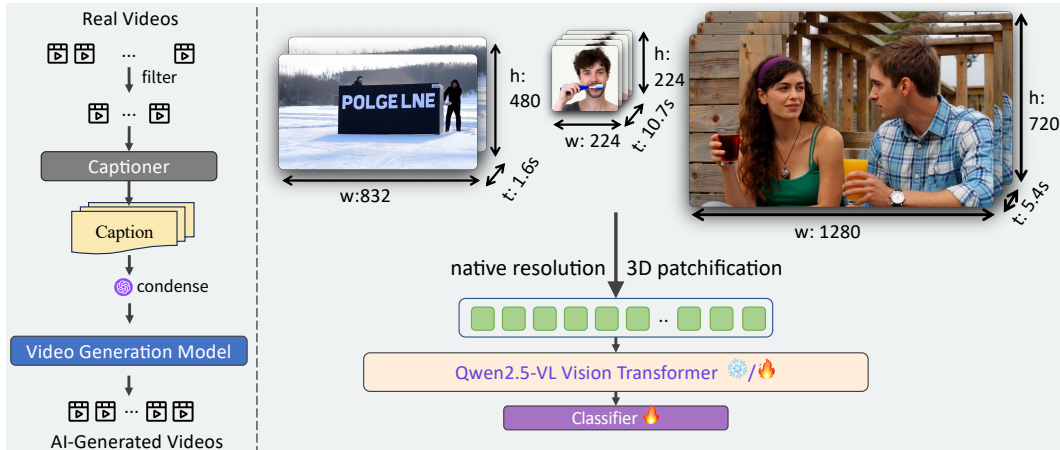 Real Videos
...
filter
...
Captioner
Caption
condense
Video Generation Model
...
AI-Generated Videos
POLGE LNE
h:
480
w:832
t: 1.6s
h:
224
w: 224
t: 10.7s
h:
720
w: 1280
t: 5.4s
native resolution
3D patchification
..
Qwen2.5-VL Vision Transformer /
Classifier